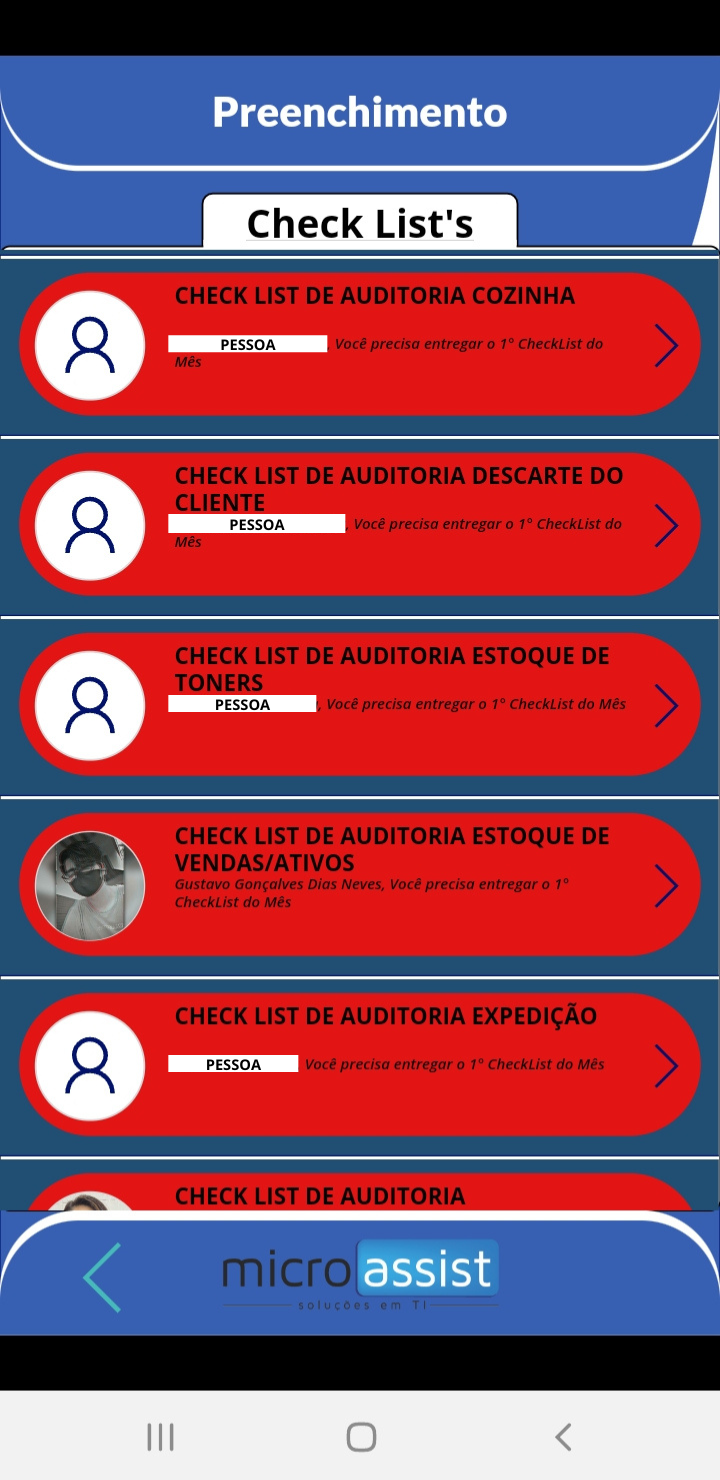 Preenchimento
Check List's
CHECK LIST DE AUDITORIA COZINHA
PESSOA . Você precisa entregar o 1° CheckList do
Mês
CHECK LIST DE AUDITORIA DESCARTE DO
CLIENTE
PESSOA , Você precisa entregar o 1° CheckList do
Mês
CHECK LIST DE AUDITORIA ESTOQUE DE
TONERS
PESSOA , Você precisa entregar o 1° CheckList do Mês
CHECK LIST DE AUDITORIA ESTOQUE DE
VENDAS/ATIVOS
Gustavo Gonçalves Dias Neves, Você precisa entregar o 1°
CheckList do Mês
CHECK LIST DE AUDITORIA EXPEDIÇÃO
PESSOA Você precisa entregar o 1° CheckList do Mês
CHECK LIST DE AUDITORIA
microassist
soluções em TI